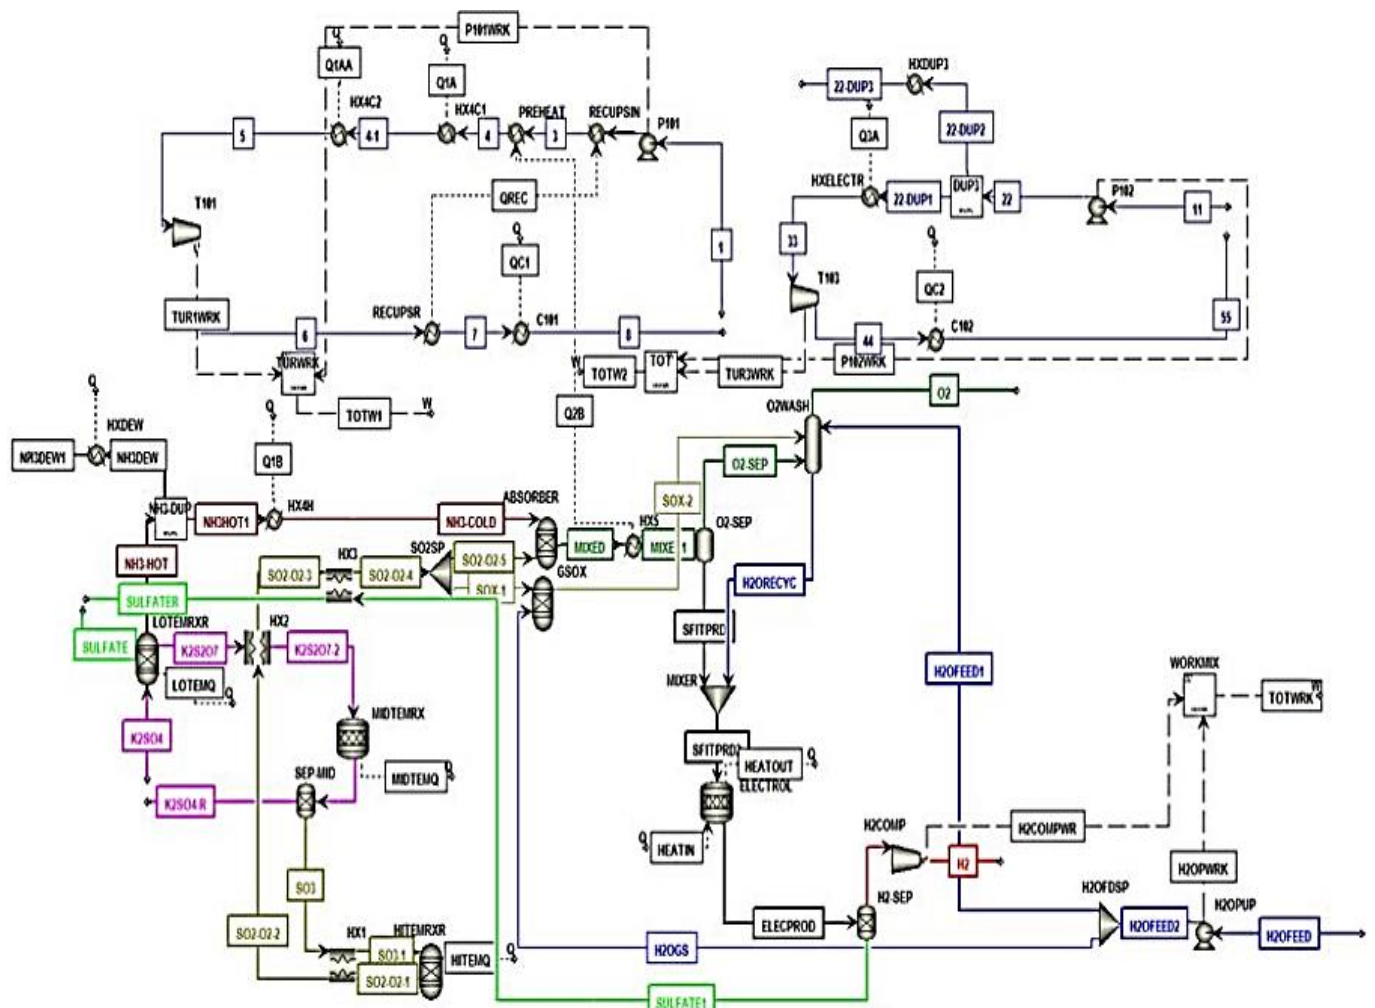 P101WRK
Q
Q1AA
Q
Q1A
HX4C2
HX4C1
PREHEAT
RECUPSIN
P101
5
4-1
4
3
QREC
T101
Q
QC1
1
TUR1WRK
6
RECUPSR
7
C101
8
TURWRK
TOTW1
W
HXDUP3
22-DUP3
Q3A
22-DUP2
HXELECTR
22-DUP1
DUP3
22
P102
11
33
Q
QC2
T103
55
44
C102
P102WRK
W
TOTW2
TOT
TUR3WRK
Q2B
O2WASH
O2
Q
HXDEW
NH3DEW1
NH3DEW
Q
Q1B
NH3-DUP
NH3HOT1
HX4H
NH3-COLD
ABSORBER
SOX-2
O2-SEP
MIXED
HX5
O2-SEP
NH3-HOT
SO2-O2-3
HX3
SO2-O2-4
SO2SP
SO2-O2-5
SOX-1
GSOX
H2ORECYC
SULFATER
SULFATE
LOTEMRXR
K2S2O7
HX2
K2S2O7-2
SFITPRD
LOTEMQ
Q
MIXER
H2OFEED1
WORKMIX
TOTWRK
W
K2SO4
MIDTEMRX
SFITPRD2
HEATOUT
Q
ELECTROL
K2SO4-R
SEP-MID
MIDTEMQ
Q
Q
HEATIN
H2COMP
H2COMPWR
H2
H2OPWRK
SO3
H2-SEP
H2OFDSP
H2OPUP
SO2-O2-2
HX1
HITEMRXR
SO3-1
HITEMQ
Q
ELECPROD
H2OFEED2
H2OFEED
H2OGS
SO2-O2-1
SULFATE1